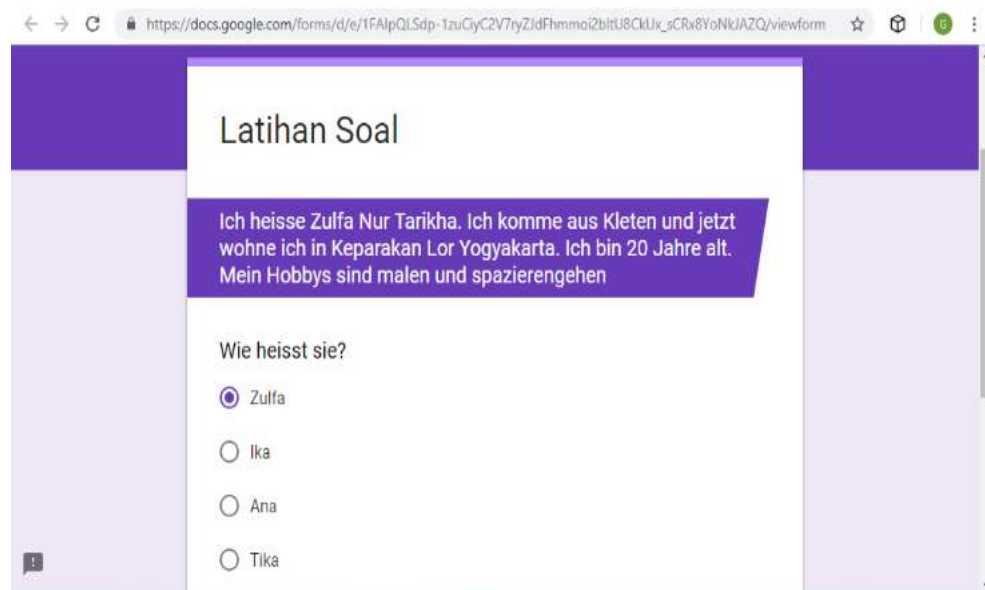 https://docs.google.com/forms/d/e/1FAIpQLSdp-1zuCiyC2V7ryZJdFhmmoi2bltU8CkUx_sCRx8YoNkJAZQ/viewform
G
Latihan Soal
Ich heisse Zulfa Nur Tarikha. Ich komme aus Kleten und jetzt
wohne ich in Keparakan Lor Yogyakarta. Ich bin 20 Jahre alt.
Mein Hobbys sind malen und spazierengehen
Wie heisst sie?
Zulfa
Ika
Ana
Tika